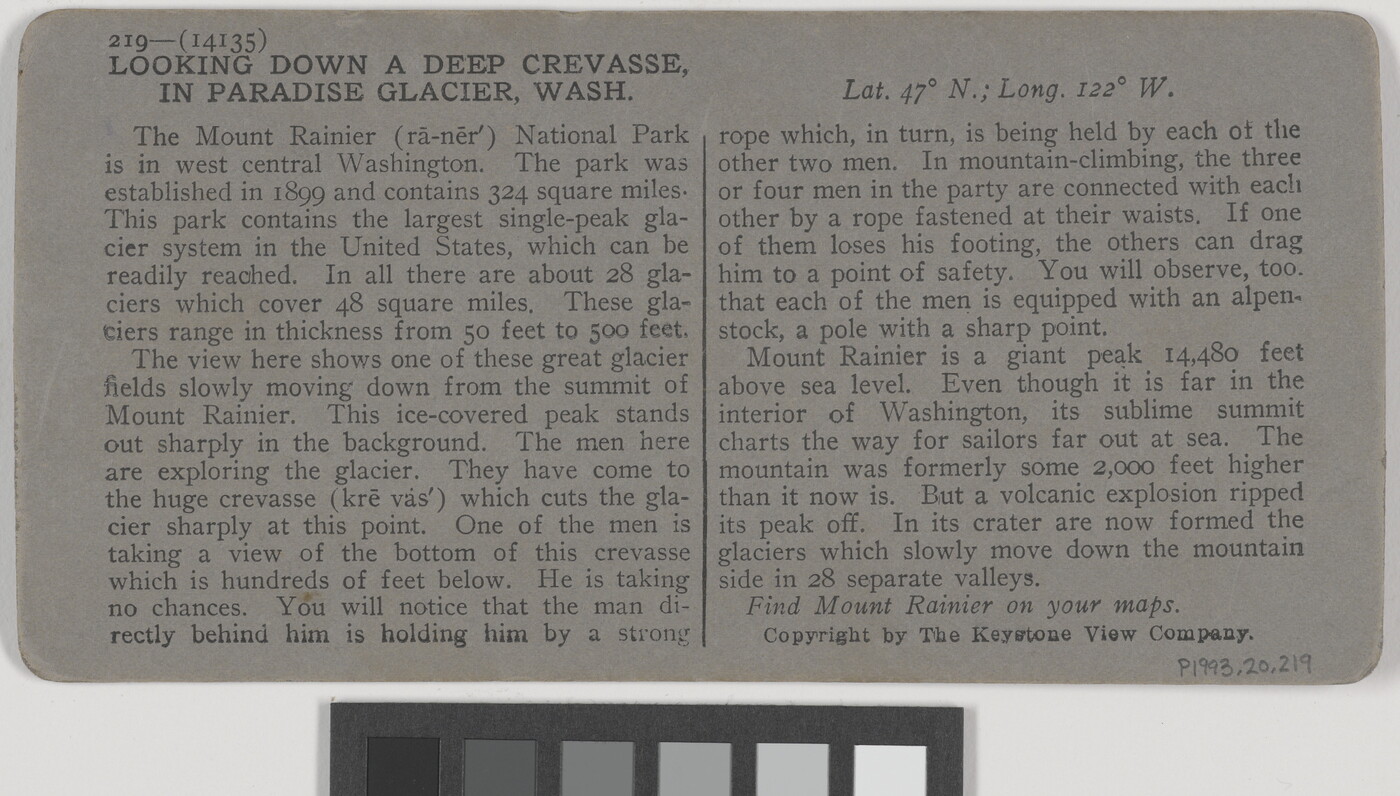 219—(14135)
LOOKING DOWN A DEEP CREVASSE,
IN PARADISE GLACIER, WASH.
The Mount Rainier (rā-nēr′) National Park
is in west central Washington. The park was
established in 1899 and contains 324 square miles.
This park contains the largest single-peak gla-
cier system in the United States, which can be
readily reached. In all there are about 28 gla-
ciers which cover 48 square miles. These gla-
ciers range in thickness from 50 feet to 500 feet.
The view here shows one of these great glacier
fields slowly moving down from the summit of
Mount Rainier. This ice-covered peak stands
out sharply in the background. The men here
are exploring the glacier. They have come to
the huge crevasse (krē vás′) which cuts the gla-
cier sharply at this point. One of the men is
taking a view of the bottom of this crevasse
which is hundreds of feet below. He is taking
no chances. You will notice that the man di-
rectly behind him is holding him by a strong
Lat. 47° N.; Long. 122° W.
rope which, in turn, is being held by each of the
other two men. In mountain-climbing, the three
or four men in the party are connected with each
other by a rope fastened at their waists. If one
of them loses his footing, the others can drag
him to a point of safety. You will observe, too.
that each of the men is equipped with an alpen-
stock, a pole with a sharp point.
Mount Rainier is a giant peak 14,480 feet
above sea level. Even though it is far in the
interior of Washington, its sublime summit
charts the way for sailors far out at sea. The
mountain was formerly some 2,000 feet higher
than it now is. But a volcanic explosion ripped
its peak off. In its crater are now formed the
glaciers which slowly move down the mountain
side in 28 separate valleys.
Find Mount Rainier on your maps.
Copyright by The Keystone View Company.
P1993.20.219